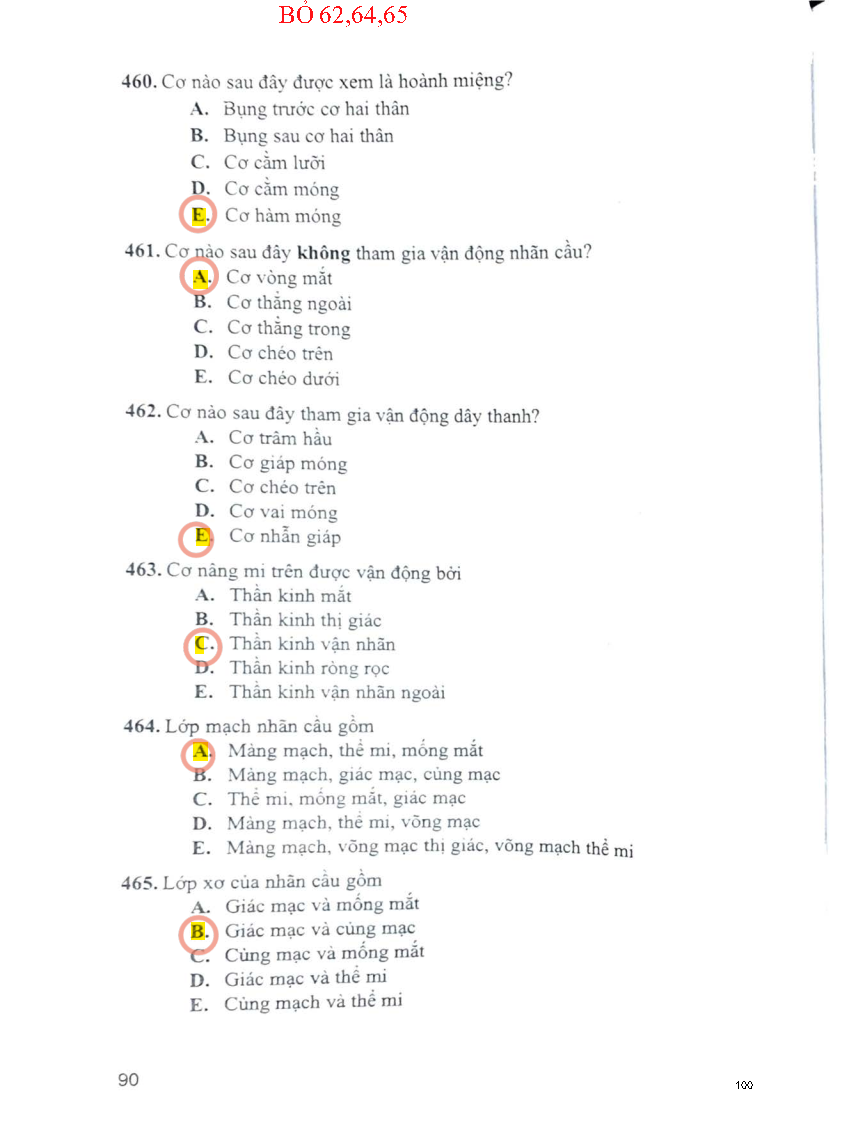 BỎ 62,64,65
460. Cơ nào sau đây được xem là hoành miệng?
A. Bụng trước cơ hai thân
B. Bụng sau cơ hai thân
C. Cơ cằm lưỡi
D. Cơ cằm móng
E. Cơ hàm móng
461. Cơ nào sau đây không tham gia vận động nhãn cầu?
A. Cơ vòng mắt
B. Cơ thẳng ngoài
C. Cơ thẳng trong
D. Cơ chéo trên
E. Cơ chéo dưới
462. Cơ nào sau đây tham gia vận động dây thanh?
A. Cơ trâm hầu
B. Cơ giáp móng
C. Cơ chéo trên
D. Cơ vai móng
E. Cơ nhẫn giáp
463. Cơ nâng mi trên được vận động bởi
A. Thần kinh mắt
B. Thần kinh thị giác
C. Thần kinh vận nhãn
D. Thần kinh ròng rọc
E. Thần kinh vận nhãn ngoài
464. Lớp mạch nhãn cầu gồm
A. Màng mạch, thể mi, mống mắt
B. Màng mạch, giác mạc, củng mạc
C. Thể mi, mống mắt, giác mạc
D. Màng mạch, thể mi, võng mạc
E. Màng mạch, võng mạc thị giác, võng mạch thể mi
465. Lớp xơ của nhãn cầu gồm
A. Giác mạc và mống mắt
B. Giác mạc và củng mạc
C. Củng mạc và mống mắt
D. Giác mạc và thể mi
E. Củng mạch và thể mi
90
100